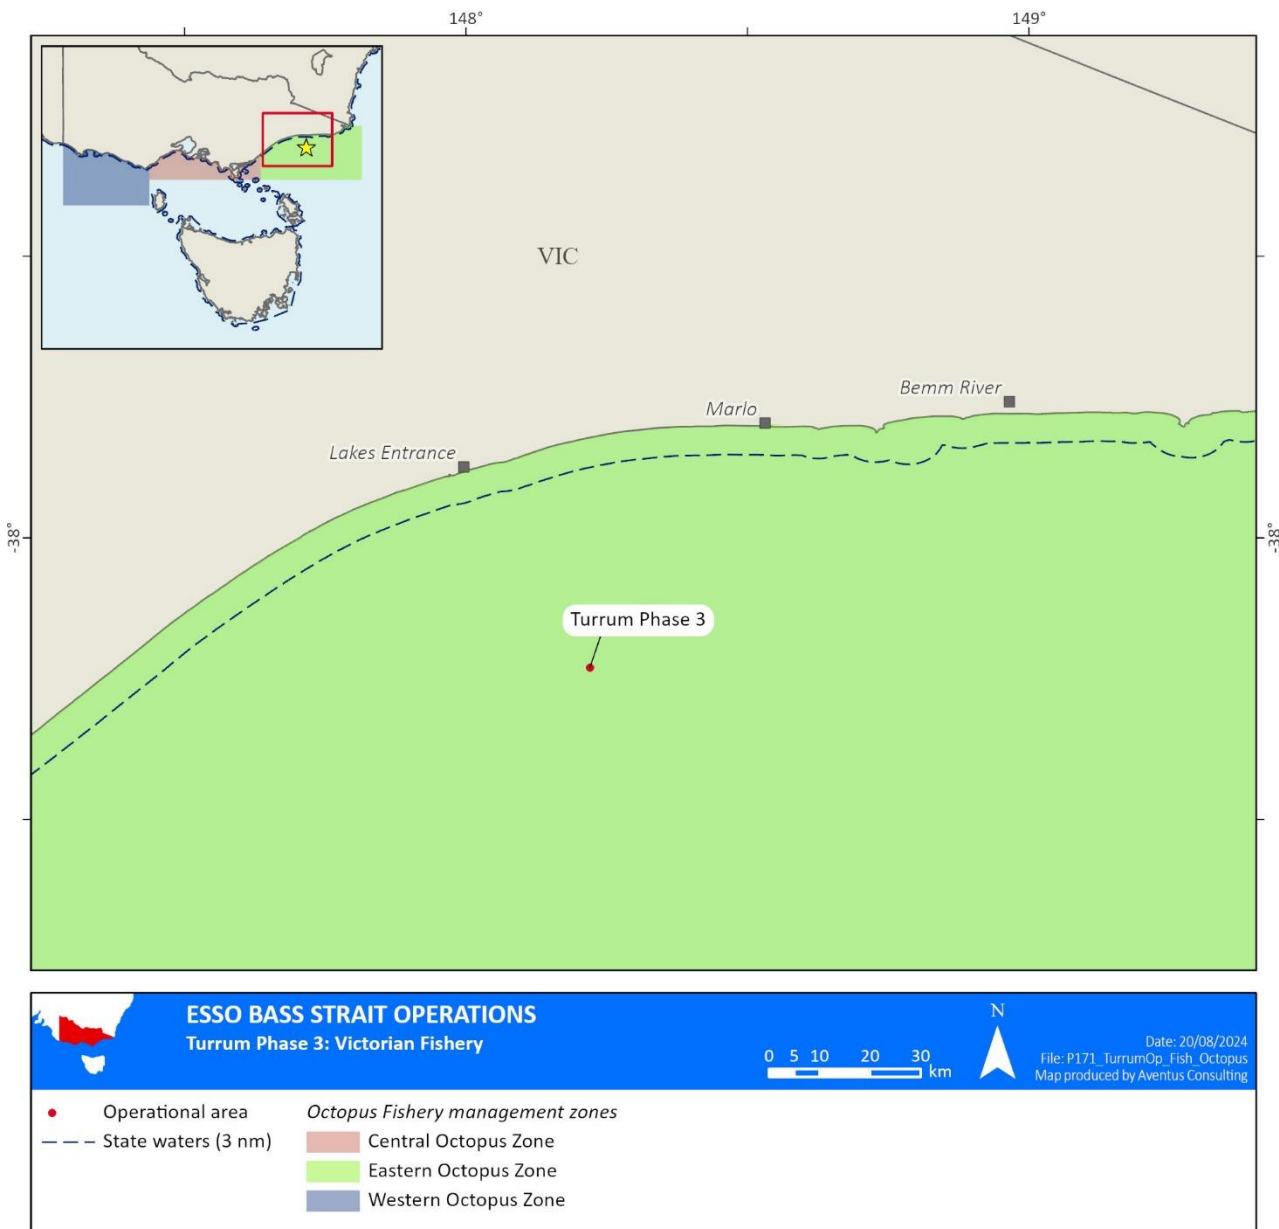 148°
149°
VIC
Bemm River
Marlo
Lakes Entrance
-38°
-38°
Turrum Phase 3
ESSO BASS STRAIT OPERATIONS
Turrum Phase 3: Victorian Fishery
0 5 10 20 30
km
N
Date: 20/08/2024
File: P171_TurrumOp_Fish_Octopus
Map produced by Aventus Consulting
Operational area
State waters (3 nm)
Octopus Fishery management zones
Central Octopus Zone
Eastern Octopus Zone
Western Octopus Zone